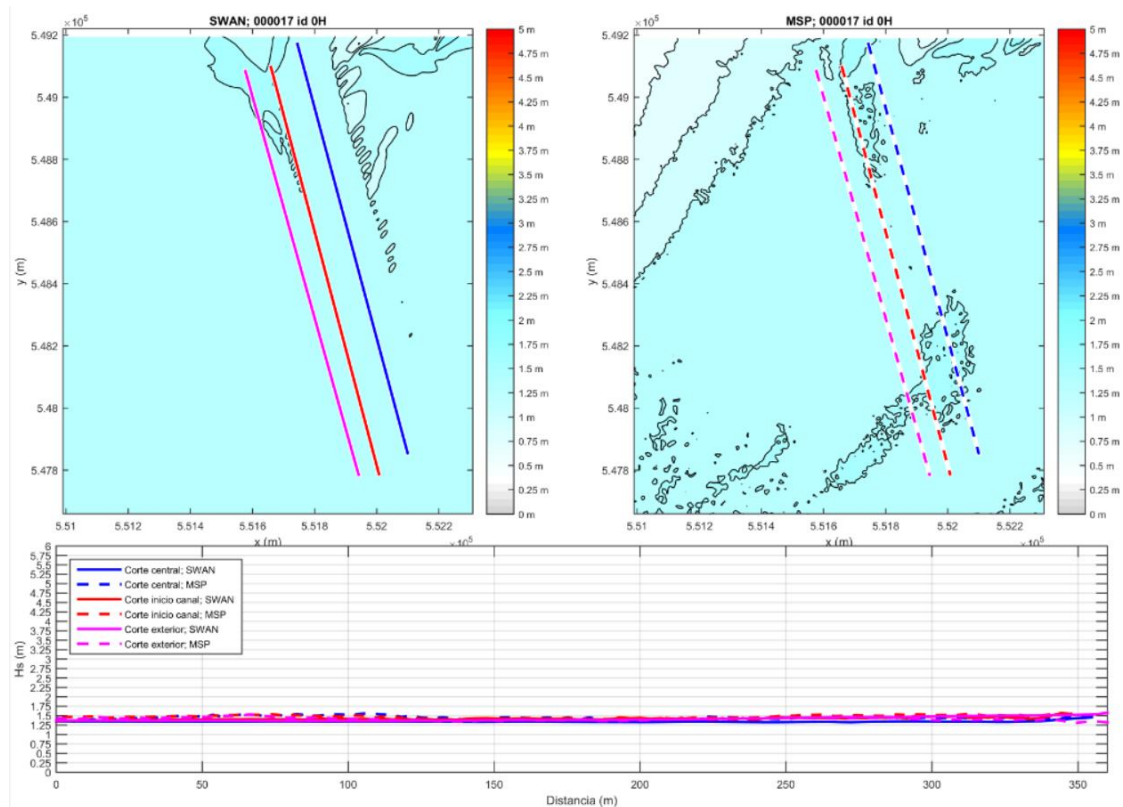 SWAN; 000017 id 0H
×10⁵
5.492
5.49
5.488
5.486
5.484
5.482
5.48
5.478
y (m)
5.51
5.512
5.514
5.516
5.518
5.52
5.522
x (m)
×10⁵
5 m
4.75 m
4.5 m
4.25 m
4 m
3.75 m
3.5 m
3.25 m
3 m
2.75 m
2.5 m
2.25 m
2 m
1.75 m
1.5 m
1.25 m
1 m
0.75 m
0.5 m
0.25 m
0 m
MSP; 000017 id 0H
×10⁵
5.492
5.49
5.488
5.486
5.484
5.482
5.48
5.478
y (m)
5.51
5.512
5.514
5.516
5.518
5.52
5.522
x (m)
×10⁵
5 m
4.75 m
4.5 m
4.25 m
4 m
3.75 m
3.5 m
3.25 m
3 m
2.75 m
2.5 m
2.25 m
2 m
1.75 m
1.5 m
1.25 m
1 m
0.75 m
0.5 m
0.25 m
0 m
6
5.75
5.5
5.25
5
4.75
4.5
4.25
4
3.75
3.5
3.25
3
2.75
2.5
2.25
2
1.75
1.5
1.25
1
0.75
0.5
0.25
0
Hs (m)
Corte central; SWAN
Corte central; MSP
Corte inicio canal; SWAN
Corte inicio canal; MSP
Corte exterior; SWAN
Corte exterior; MSP
0
50
100
150
200
250
300
350
Distancia (m)